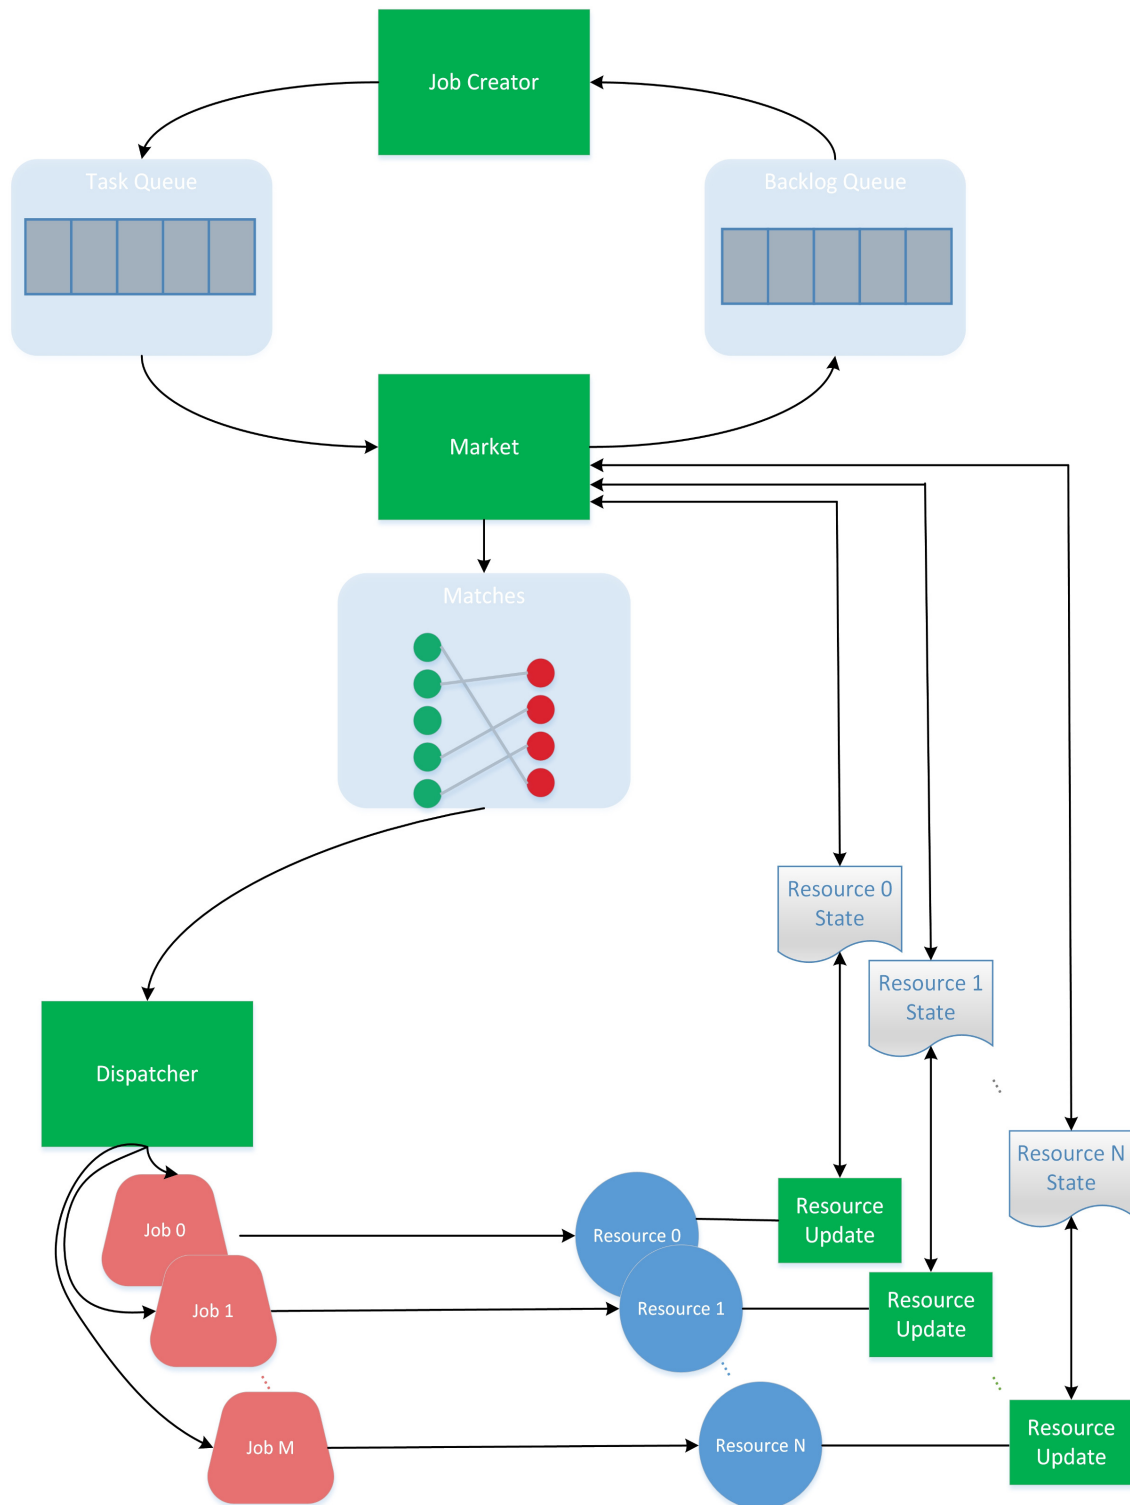 Job Creator
Task Queue
Backlog Queue
Market
Matches
Resource 0
State
Resource 1
State
Dispatcher
Resource N
State
Job 0
Resource 0
Resource
Update
Job 1
Resource 1
Resource
Update
Job M
Resource N
Resource
Update